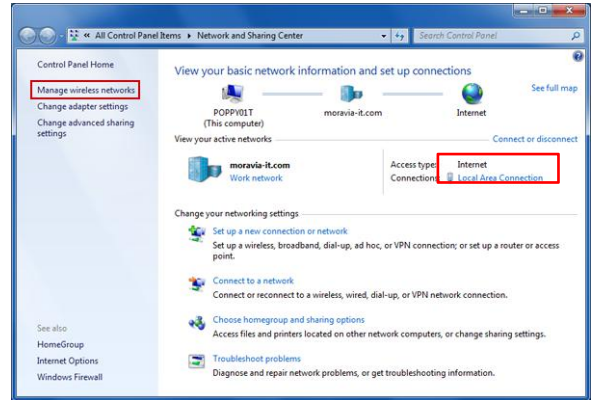 « All Control Panel Items ▸ Network and Sharing Center
Search Control Panel
Control Panel Home
Manage wireless networks
Change adapter settings
Change advanced sharing
settings
View your basic network information and set up connections
See full map
POPPY01T
(This computer)
moravia-it.com
Internet
View your active networks
Connect or disconnect
moravia-it.com
Work network
Access type: Internet
Connections: Local Area Connection
Change your networking settings
Set up a new connection or network
Set up a wireless, broadband, dial-up, ad hoc, or VPN connection; or set up a router or access
point.
Connect to a network
Connect or reconnect to a wireless, wired, dial-up, or VPN network connection.
Choose homegroup and sharing options
Access files and printers located on other network computers, or change sharing settings.
Troubleshoot problems
Diagnose and repair network problems, or get troubleshooting information.
See also
HomeGroup
Internet Options
Windows Firewall